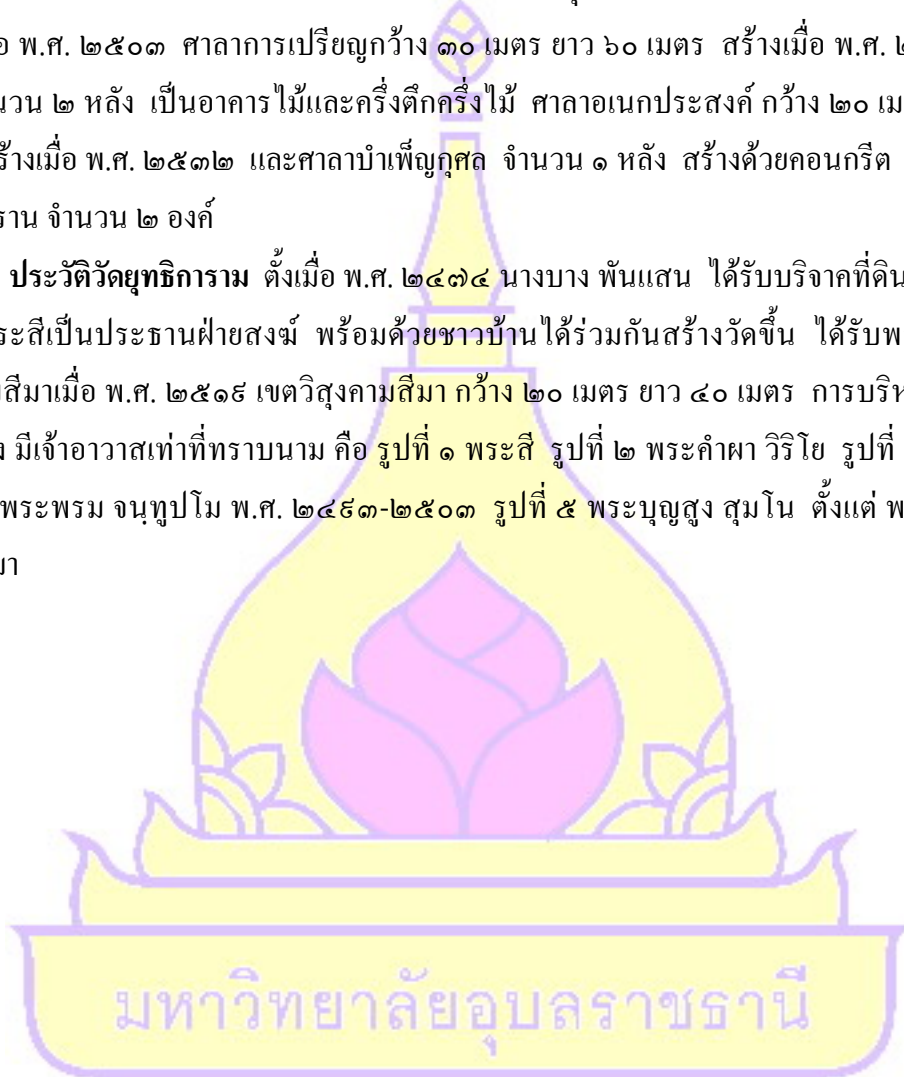 อ พ.ศ. ๒๕๐๓ ศาลาการเปรียญกว้าง ๓๐ เมตร ยาว ๖๐ เมตร สร้างเมื่อ พ.ศ. ๒
นวน ๒ หลัง เป็นอาคารไม้และครึ่งตึกครึ่งไม้ ศาลาอเนกประสงค์ กว้าง ๒๐ เม
ร้างเมื่อ พ.ศ. ๒๕๓๒ และศาลาบำเพ็ญกุศล จำนวน ๑ หลัง สร้างด้วยคอนกรีต
ราน จำนวน ๒ องค์
ประวัติวัดยุทธิการาม ตั้งเมื่อ พ.ศ. ๒๔๗๔ นางบาง พันแสน ได้รับบริจาคที่ดิน
ระสีเป็นประธานฝ่ายสงฆ์ พร้อมด้วยชาวบ้านได้ร่วมกันสร้างวัดขึ้น ได้รับพ
สีมาเมื่อ พ.ศ. ๒๕๑๙ เขตวิสุงคามสีมา กว้าง ๒๐ เมตร ยาว ๔๐ เมตร การบริห
ง มีเจ้าอาวาสเท่าที่ทราบนาม คือ รูปที่ ๑ พระสี รูปที่ ๒ พระคำผา วิริโย รูปที่
พระพรม จนฺทูปโม พ.ศ. ๒๔๙๓-๒๕๐๓ รูปที่ ๕ พระบุญสูง สุมโน ตั้งแต่ พ
มา
มหาวิทยาลัยอุบลราชธานี